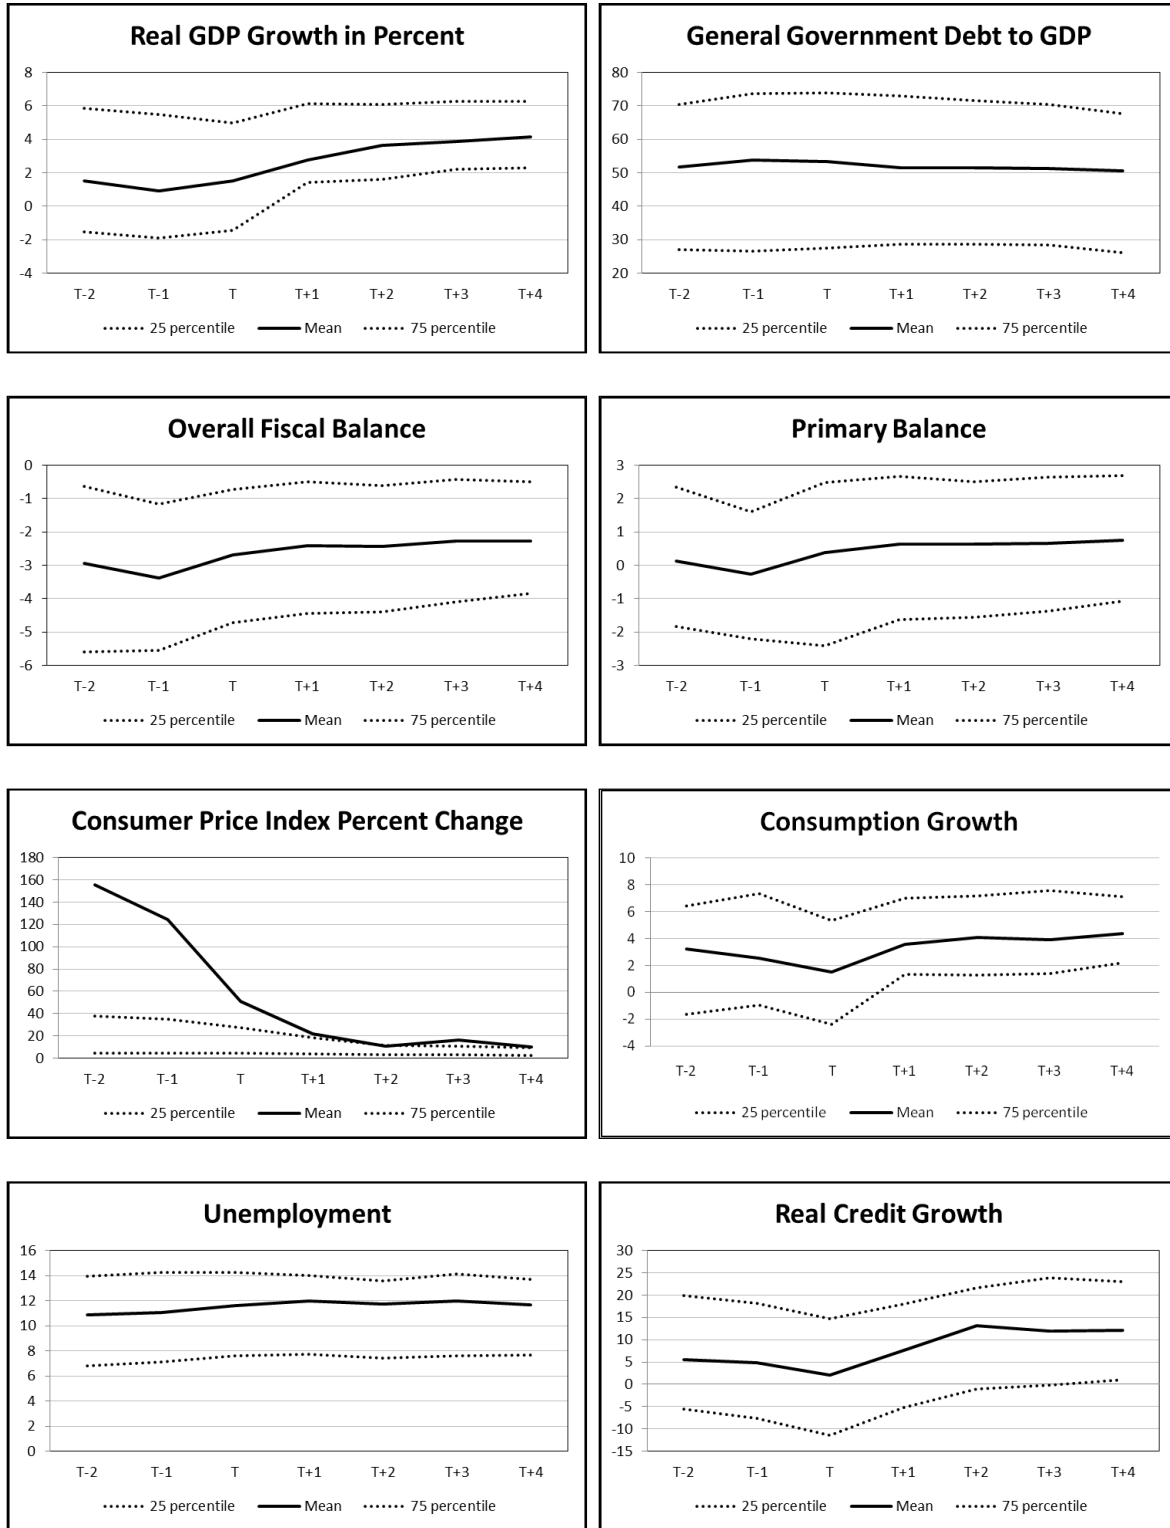 Real GDP Growth in Percent
8
6
4
2
0
-2
-4
T-2 T-1 T T+1 T+2 T+3 T+4
25 percentile Mean 75 percentile
General Government Debt to GDP
80
70
60
50
40
30
20
T-2 T-1 T T+1 T+2 T+3 T+4
25 percentile Mean 75 percentile
Overall Fiscal Balance
0
-1
-2
-3
-4
-5
-6
T-2 T-1 T T+1 T+2 T+3 T+4
25 percentile Mean 75 percentile
Primary Balance
3
2
1
0
-1
-2
-3
T-2 T-1 T T+1 T+2 T+3 T+4
25 percentile Mean 75 percentile
Consumer Price Index Percent Change
180
160
140
120
100
80
60
40
20
0
T-2 T-1 T T+1 T+2 T+3 T+4
25 percentile Mean 75 percentile
Consumption Growth
10
8
6
4
2
0
-2
-4
T-2 T-1 T T+1 T+2 T+3 T+4
25 percentile Mean 75 percentile
Unemployment
16
14
12
10
8
6
4
2
0
T-2 T-1 T T+1 T+2 T+3 T+4
25 percentile Mean 75 percentile
Real Credit Growth
30
25
20
15
10
5
0
-5
-10
-15
T-2 T-1 T T+1 T+2 T+3 T+4
25 percentile Mean 75 percentile